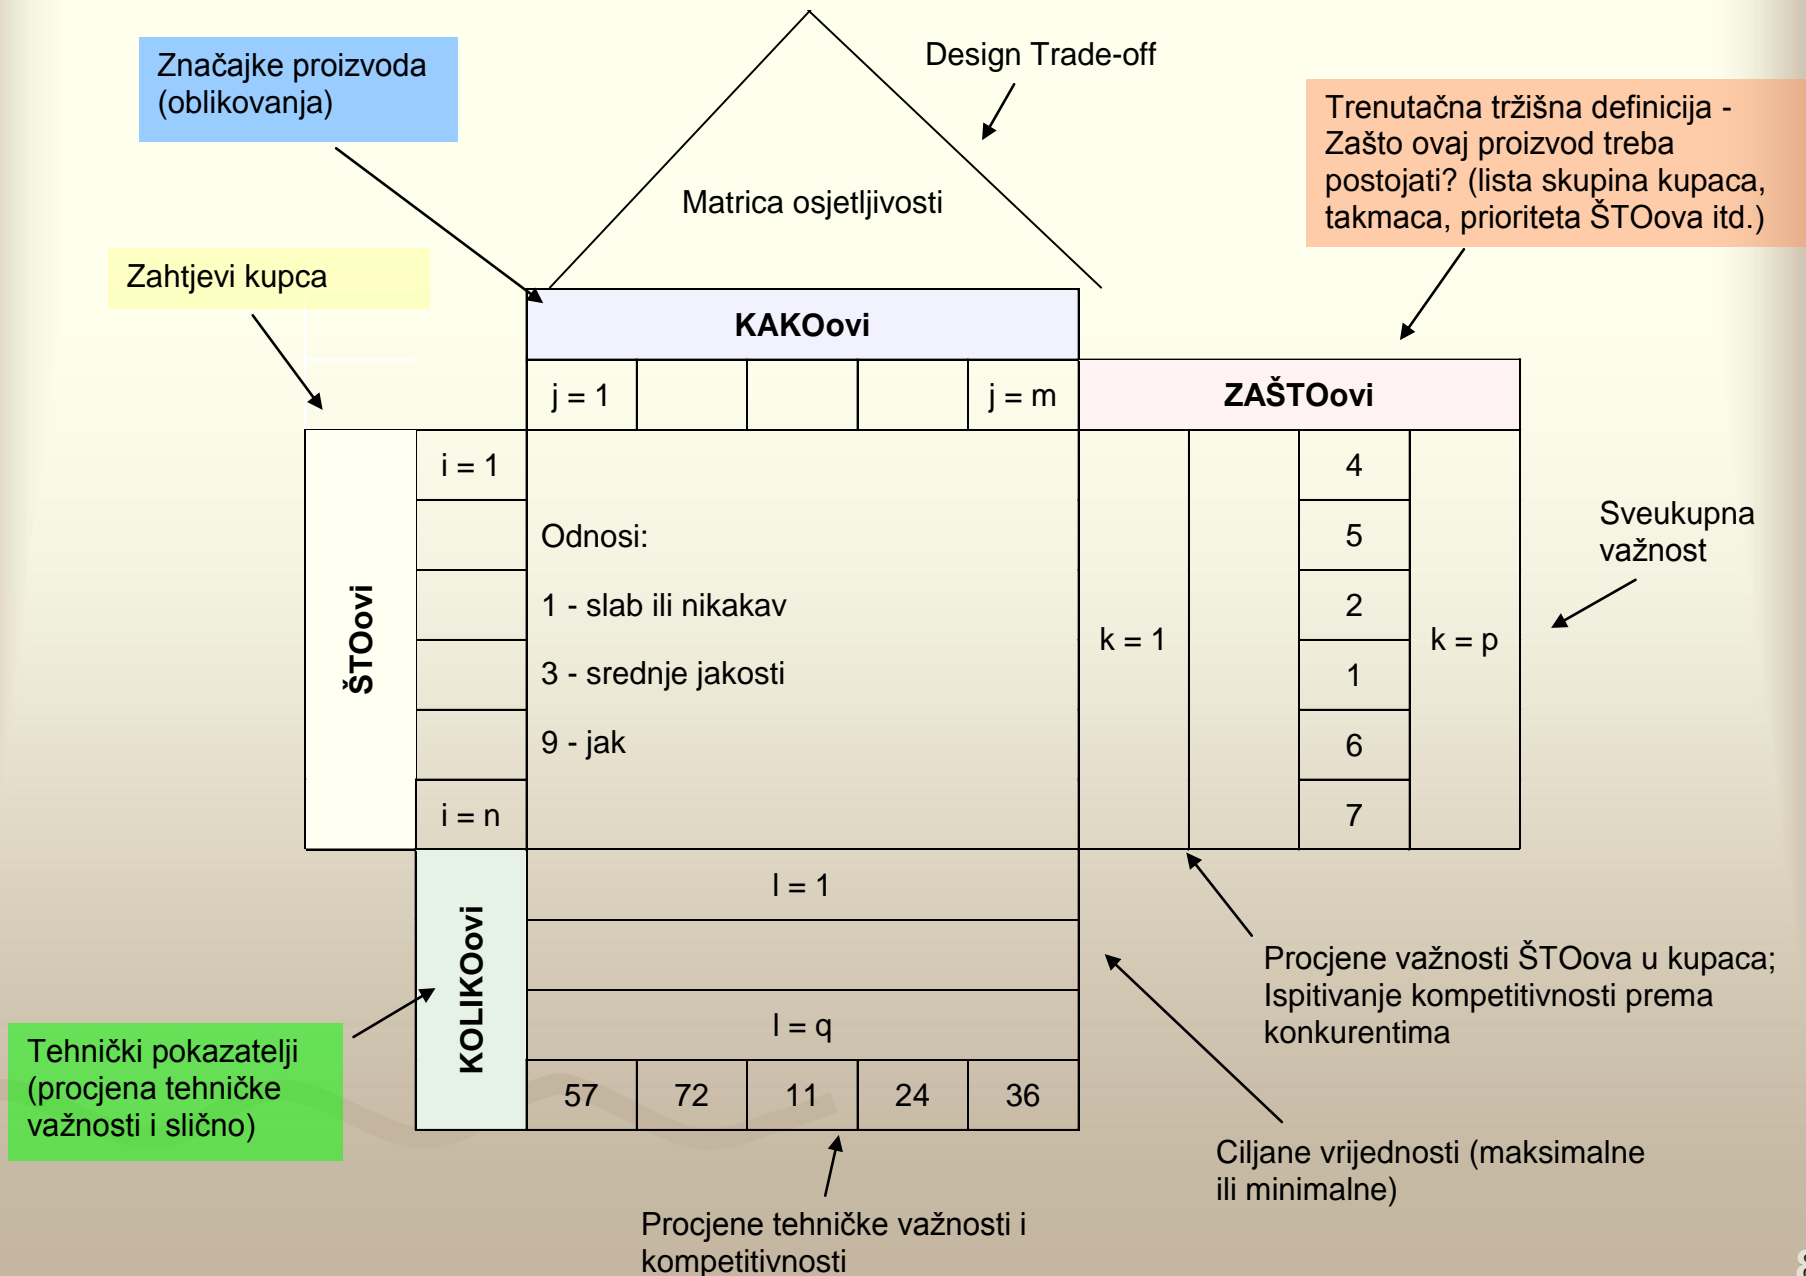 Design Trade-off
Značajke proizvoda
(oblikovanja)
Trenutačna tržišna definicija -
Zašto ovaj proizvod treba
postojati? (lista skupina kupaca,
takmaca, prioriteta ŠTOova itd.)
Matrica osjetljivosti
Zahtjevi kupca
KAKOovi
j = 1
j = m
ZAŠTOovi
ŠTOovi
i = 1
i = n
Odnosi:
1 - slab ili nikakav
3 - srednje jakosti
9 - jak
k = 1
4
5
2
1
6
7
k = p
Sveukupna
važnost
KOLIKOovi
l = 1
l = q
57 72 11 24 36
Procjene važnosti ŠTOova u kupaca;
Ispitivanje kompetitivnosti prema
konkurentima
Tehnički pokazatelji
(procjena tehničke
važnosti i slično)
Ciljane vrijednosti (maksimalne
ili minimalne)
Procjene tehničke važnosti i
kompetitivnosti